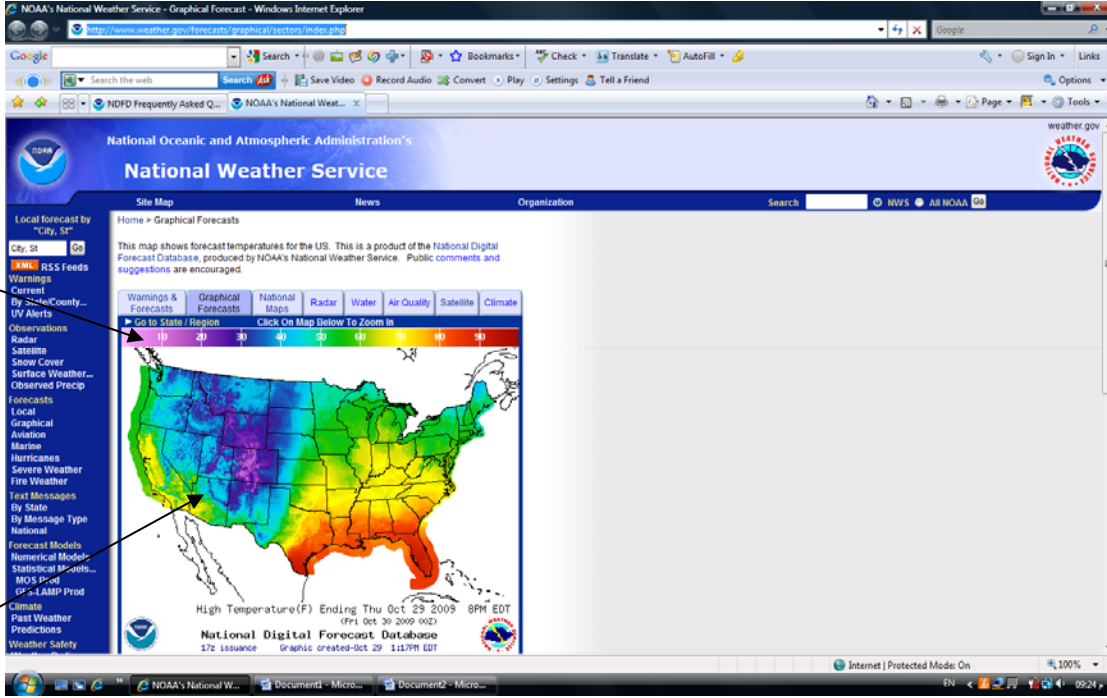 NOAA's National Weather Service - Graphical Forecast - Windows Internet Explorer
http://www.weather.gov/forecasts/graphical/sectors/index.php
Google
Google
Search
Bookmarks
Check
Translate
AutoFill
Sign In
Links
Search the web
Search
Save Video
Record Audio
Convert
Play
Settings
Tell a Friend
Options
NDFD Frequently Asked Q...
NOAA's National Weat...
Page
Tools
NOAA
National Oceanic and Atmospheric Administration's
National Weather Service
weather.gov
Site Map
News
Organization
Search
NWS
All NOAA
Go
Local forecast by
"City, St"
City, St
Go
XML RSS Feeds
Warnings
Current
By State/County...
UV Alerts
Observations
Radar
Satellite
Snow Cover
Surface Weather...
Observed Precip
Forecasts
Local
Graphical
Aviation
Marine
Hurricanes
Severe Weather
Fire Weather
Text Messages
By State
By Message Type
National
Forecast Models
Numerical Models
Statistical Models...
MOS Prod
GFS-LAMP Prod
Climate
Past Weather
Predictions
Weather Safety
Home > Graphical Forecasts
This map shows forecast temperatures for the US. This is a product of the National Digital
Forecast Database, produced by NOAA's National Weather Service. Public comments and
suggestions are encouraged.
Warnings &
Forecasts
Graphical
Forecasts
National
Maps
Radar
Water
Air Quality
Satellite
Climate
Go to State / Region
Click On Map Below To Zoom In
10 20 30 40 50 60 70 80 90
High Temperature(F) Ending Thu Oct 29 2009 8PM EDT
(Fri Oct 30 2009 00Z)
National Digital Forecast Database
17z issuance Graphic created-Oct 29 1:17PM EDT
Internet | Protected Mode: On
100%
NOAA's National W...
Document1 - Micro...
Document2 - Micro...
EN
09:24